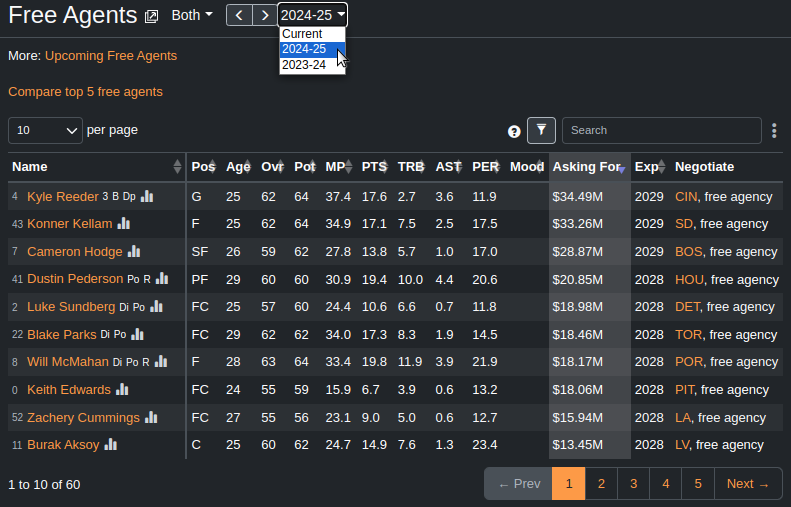 Free Agents Both 2024-25
Current
2024-25
2023-24
More: Upcoming Free Agents
Compare top 5 free agents
10 per page ? Search
Name Pos Age Ovr Pot MP PTS TRB AST PER Mood Asking For Exp Negotiate
4 Kyle Reeder 3 B Dp G 25 62 64 37.4 17.6 2.7 3.6 11.9 $34.49M 2029 CIN, free agency
43 Konner Kellam F 25 62 64 34.9 17.1 7.5 2.5 17.5 $33.26M 2029 SD, free agency
7 Cameron Hodge SF 26 59 62 27.8 13.8 5.7 1.0 17.0 $28.87M 2029 BOS, free agency
41 Dustin Pederson Po R PF 29 60 60 30.9 19.4 10.0 4.4 20.6 $20.85M 2028 HOU, free agency
2 Luke Sundberg Di Po FC 25 57 60 24.4 10.6 6.6 0.7 11.8 $18.98M 2028 DET, free agency
22 Blake Parks Di Po FC 29 62 62 34.0 17.3 8.3 1.9 14.5 $18.46M 2028 TOR, free agency
8 Will McMahan Di Po R F 28 63 64 33.4 19.8 11.9 3.9 21.9 $18.17M 2028 POR, free agency
0 Keith Edwards FC 24 55 59 15.9 6.7 3.9 0.6 13.2 $18.06M 2028 PIT, free agency
52 Zachery Cummings FC 27 55 56 23.1 9.0 5.0 0.6 12.7 $15.94M 2028 LA, free agency
11 Burak Aksoy C 25 60 62 24.7 14.9 7.6 1.3 23.4 $13.45M 2028 LV, free agency
1 to 10 of 60 ← Prev 1 2 3 4 5 Next →